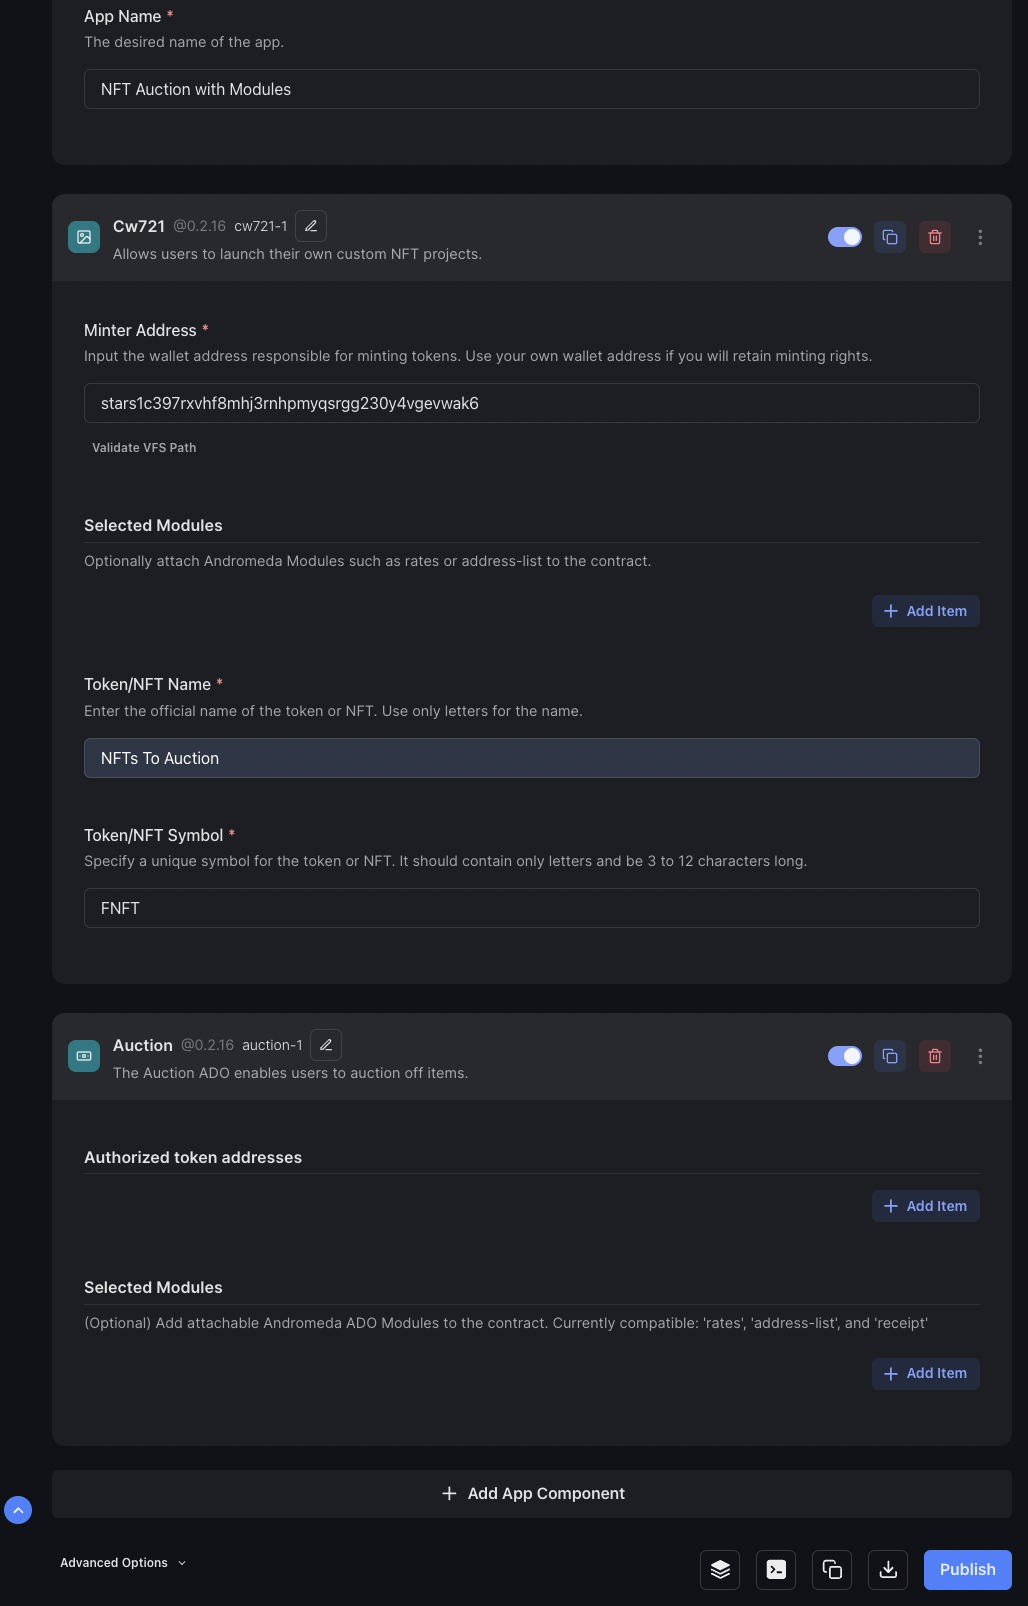 App Name *
The desired name of the app.
NFT Auction with Modules
Cw721 @0.2.16 cw721-1
Allows users to launch their own custom NFT projects.
Minter Address *
Input the wallet address responsible for minting tokens. Use your own wallet address if you will retain minting rights.
stars1c397rxvhf8mhj3rnhpmyqsrgg230y4vgevwak6
Validate VFS Path
Selected Modules
Optionally attach Andromeda Modules such as rates or address-list to the contract.
Add Item
Token/NFT Name *
Enter the official name of the token or NFT. Use only letters for the name.
NFTs To Auction
Token/NFT Symbol *
Specify a unique symbol for the token or NFT. It should contain only letters and be 3 to 12 characters long.
FNFT
Auction @0.2.16 auction-1
The Auction ADO enables users to auction off items.
Authorized token addresses
Add Item
Selected Modules
(Optional) Add attachable Andromeda ADO Modules to the contract. Currently compatible: 'rates', 'address-list', and 'receipt'
Add Item
Add App Component
Advanced Options
Publish